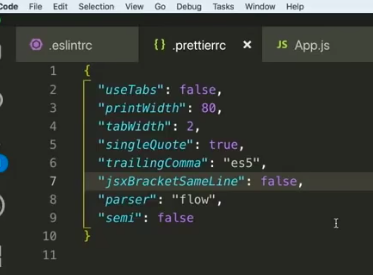 Code File Edit Selection View Go Debug Tasks Window Help
.eslintrc {} .prettierrc × JS App.js
1 {
2 "useTabs": false,
3 "printWidth": 80,
4 "tabWidth": 2,
5 "singleQuote": true,
6 "trailingComma": "es5",
7 "jsxBracketSameLine": false,
8 "parser": "flow",
9 "semi": false
10 }
11